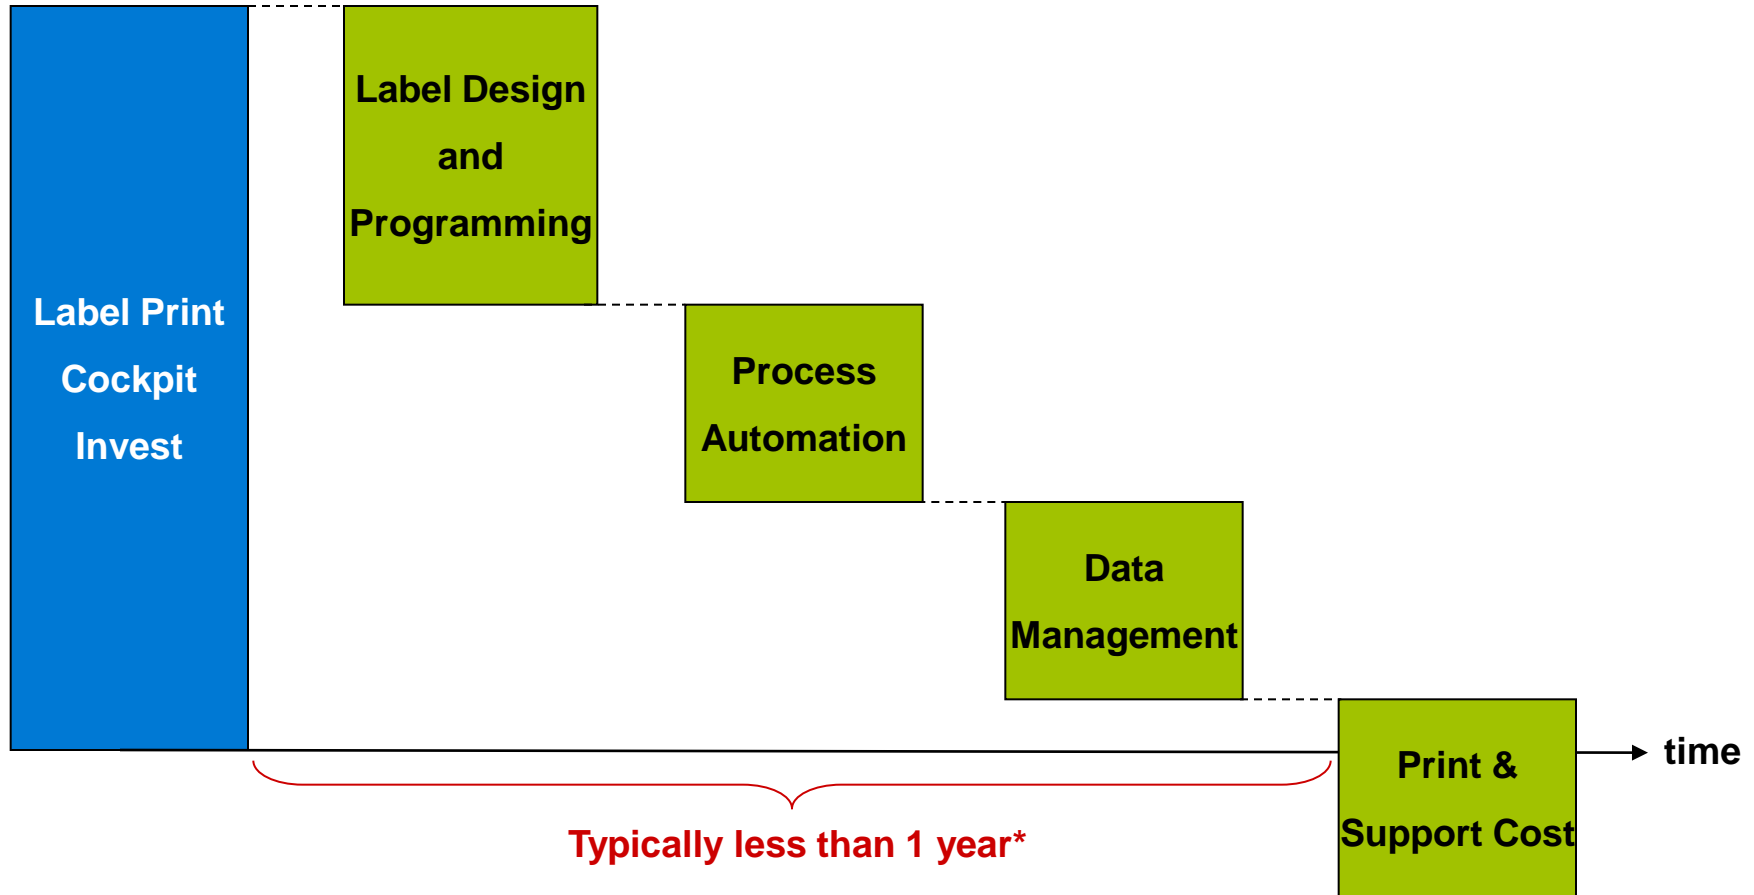 Label Print
Cockpit
Invest
Label Design
and
Programming
Process
Automation
Data
Management
Print &
Support Cost
time
Typically less than 1 year*